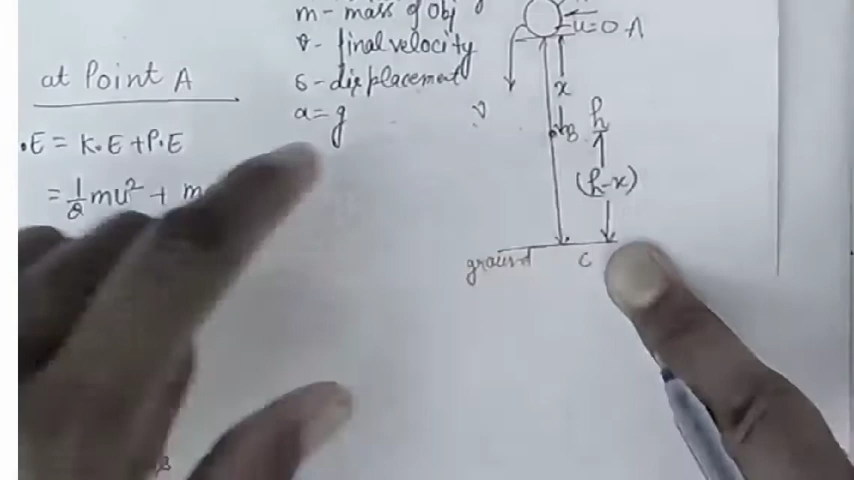 m - mass of obj
v - final velocity
s - displacement
a = g
at Point A
.E = K.E + P.E
= 1/2 mu² + m
u=0 A
x
v
B
h
(h-x)
ground
C